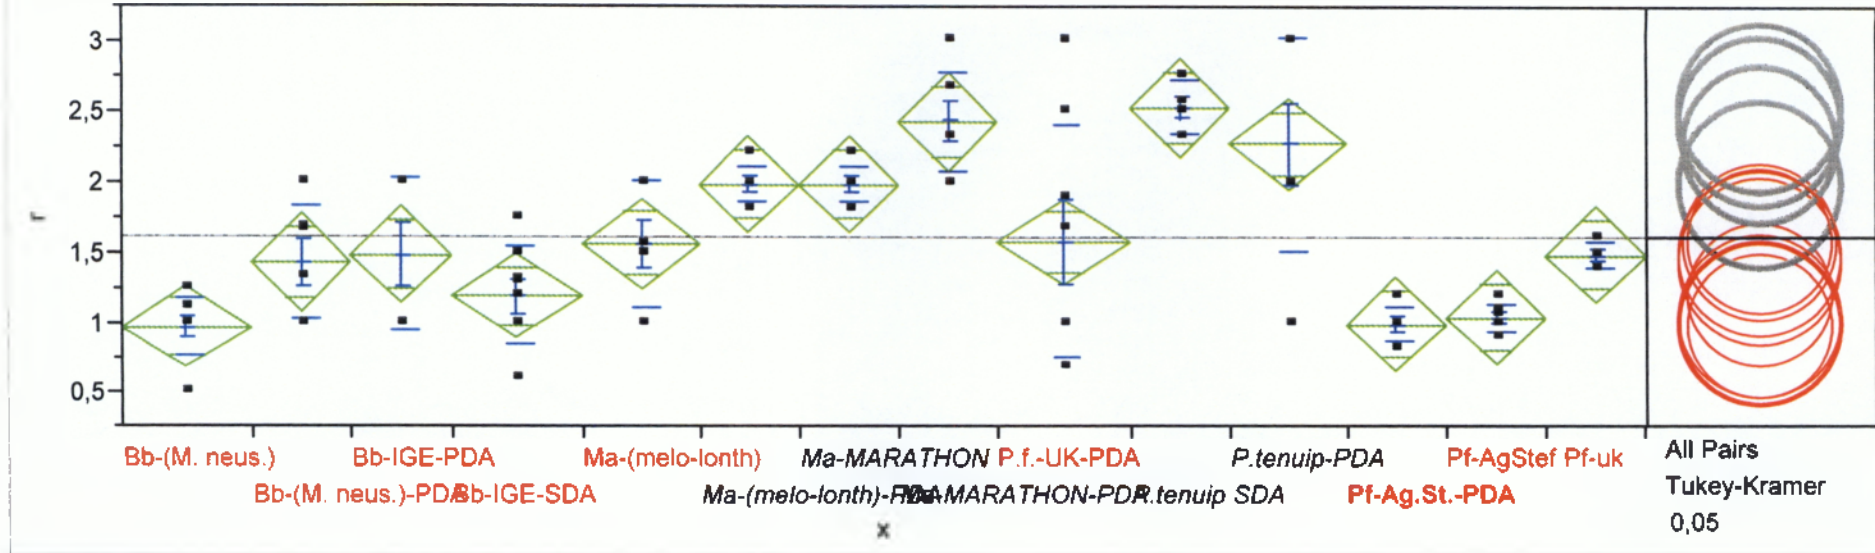 3
2,5
2
1,5
1
0,5
r
Bb-(M. neus.) Bb-IGE-PDA Ma-(melo-lonth) Ma-MARATHON P.f.-UK-PDA P.tenuip-PDA Pf-AgStef Pf-uk
Bb-(M. neus.)-PDA Bb-IGE-SDA Ma-(melo-lonth)-PDA Ma-MARATHON-PDA P.tenuip SDA Pf-Ag.St.-PDA
x
All Pairs
Tukey-Kramer
0,05